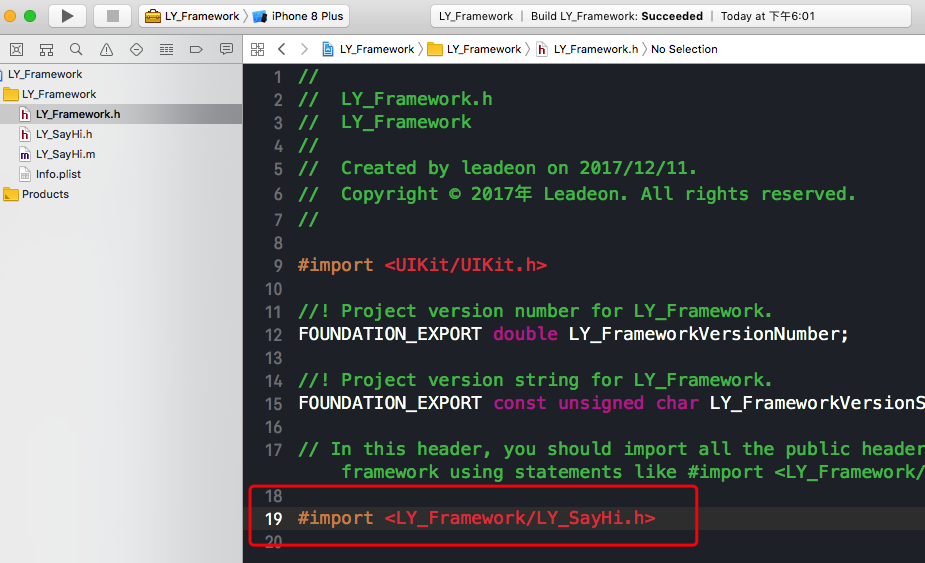 LY_Framework
iPhone 8 Plus
LY_Framework | Build LY_Framework: Succeeded | Today at 下午6:01
LY_Framework
LY_Framework
LY_Framework.h
No Selection
LY_Framework
LY_Framework
LY_Framework.h
LY_SayHi.h
LY_SayHi.m
Info.plist
Products
1 //
2 //  LY_Framework.h
3 //  LY_Framework
4 //
5 //  Created by leadeon on 2017/12/11.
6 //  Copyright © 2017年 Leadeon. All rights reserved.
7 //
8
9 #import <UIKit/UIKit.h>
10
11 //! Project version number for LY_Framework.
12 FOUNDATION_EXPORT double LY_FrameworkVersionNumber;
13
14 //! Project version string for LY_Framework.
15 FOUNDATION_EXPORT const unsigned char LY_FrameworkVersionS
16
17 // In this header, you should import all the public header
framework using statements like #import <LY_Framework/
18
19 #import <LY_Framework/LY_SayHi.h>
20